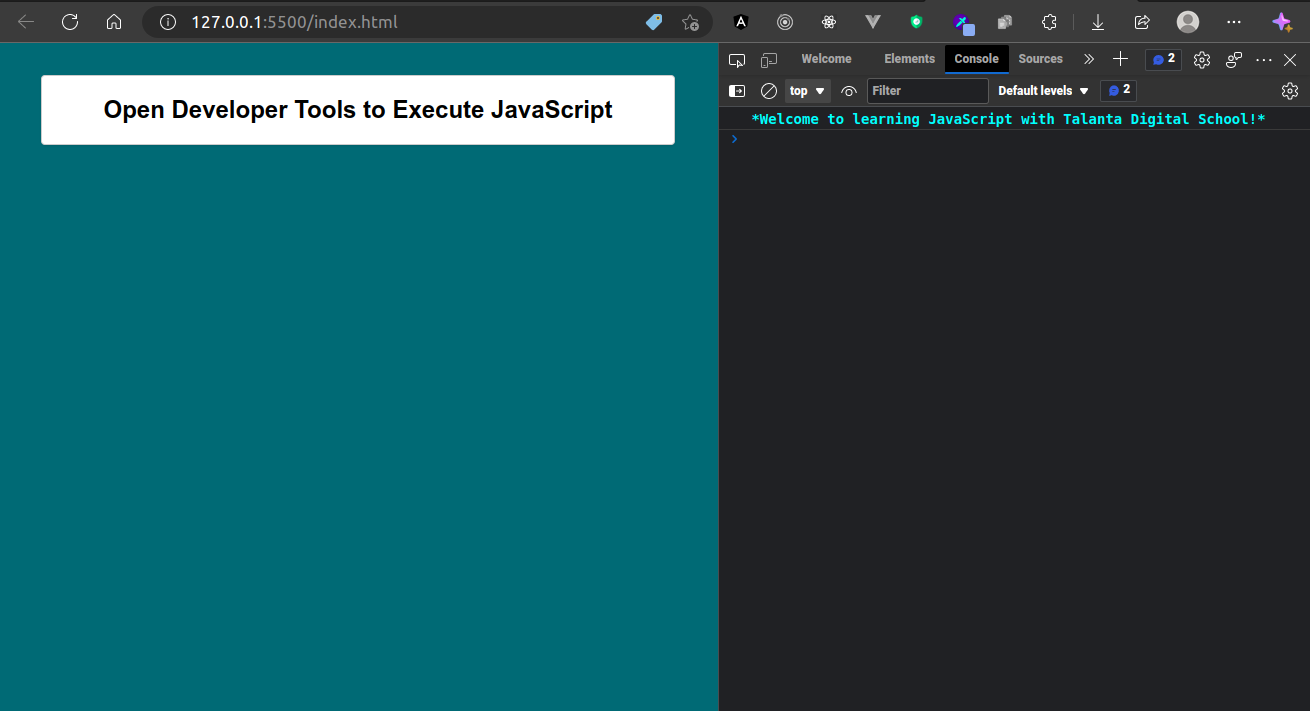 127.0.0.1:5500/index.html
Open Developer Tools to Execute JavaScript
Welcome Elements Console Sources 2
top Filter Default levels 2
*Welcome to learning JavaScript with Talanta Digital School!*